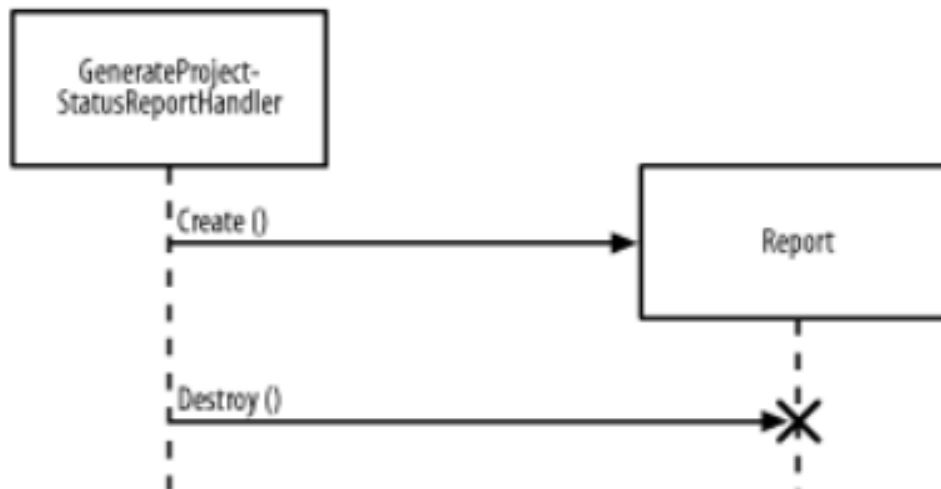 GenerateProject-
StatusReportHandler
Create ()
Report
Destroy ()